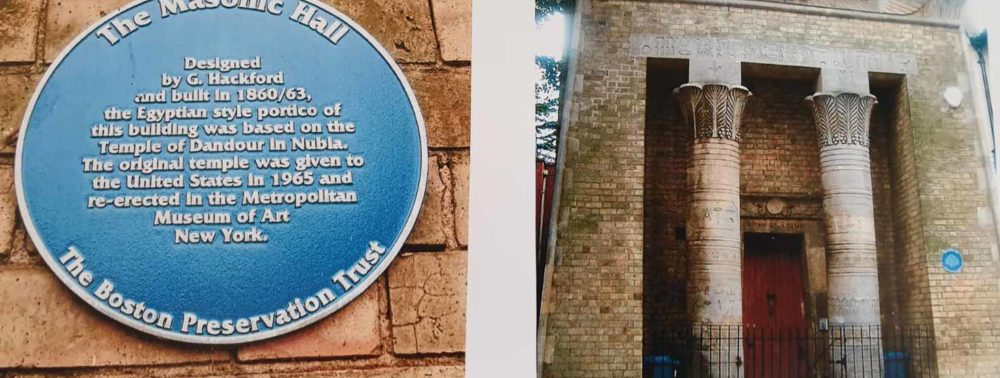 The Masonic Hall
Designed
by G. Hackford
and built in 1860/63,
the Egyptian style portico of
this building was based on the
Temple of Dandour in Nubia.
The original temple was given to
the United States in 1965 and
re-erected in the Metropolitan
Museum of Art
New York.
The Boston Preservation Trust